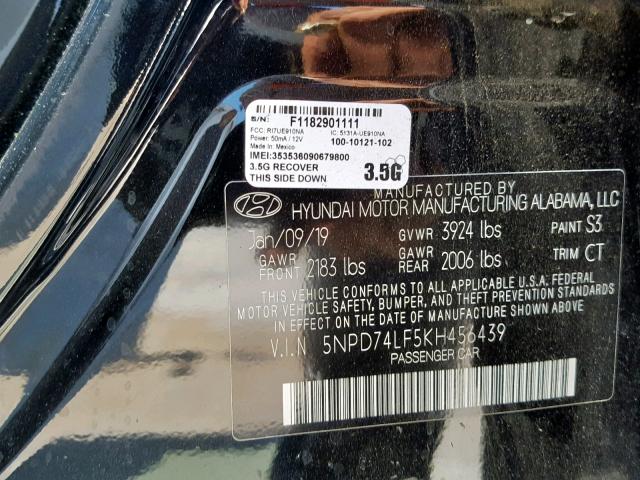 S/N: F1182901111
FCC: RI7UE910NA IC: 5131A-UE910NA
Power: 50mA / 12V 100-10121-102
Made In: Mexico
IMEI:353536090679800
3.5G RECOVER 3.5G
THIS SIDE DOWN
MANUFACTURED BY
HYUNDAI MOTOR MANUFACTURING ALABAMA, LLC
Jan/09/19 GVWR 3924 lbs PAINT S3
GAWR FRONT 2183 lbs GAWR REAR 2006 lbs TRIM CT
THIS VEHICLE CONFORMS TO ALL APPLICABLE U.S.A. FEDERAL
MOTOR VEHICLE SAFETY, BUMPER, AND THEFT PREVENTION STANDARDS
IN EFFECT ON THE DATE OF MANUFACTURE SHOWN ABOVE
V.I.N 5NPD74LF5KH456439
PASSENGER CAR